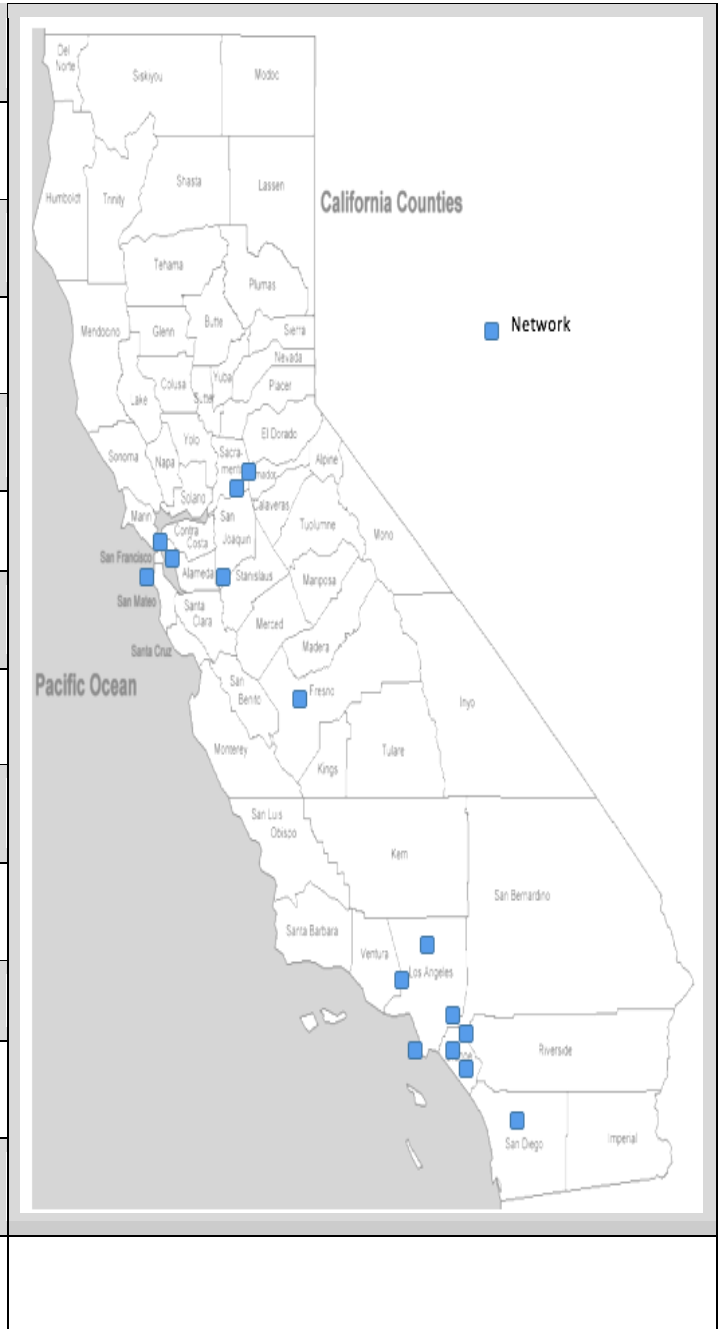 Del
Norte
Siskiyou
Modoc
Humboldt
Trinity
Shasta
Lassen
California Counties
Tehama
Plumas
Mendocino
Glenn
Butte
Sierra
Network
Nevada
Lake
Colusa
Sutter
Yuba
Placer
Sonoma
Napa
Yolo
El Dorado
Sacra-
mento
Alpine
Solano
Calaveras
Marin
Contra
Costa
San
Joaquin
Tuolumne
Mono
San Francisco
Alameda
Stanislaus
Mariposa
San Mateo
Santa
Clara
Merced
Santa Cruz
Madera
Pacific Ocean
San
Benito
Fresno
Inyo
Monterey
Kings
Tulare
San Luis
Obispo
Kern
San Bernardino
Santa Barbara
Ventura
Los Angeles
Riverside
San Diego
Imperial